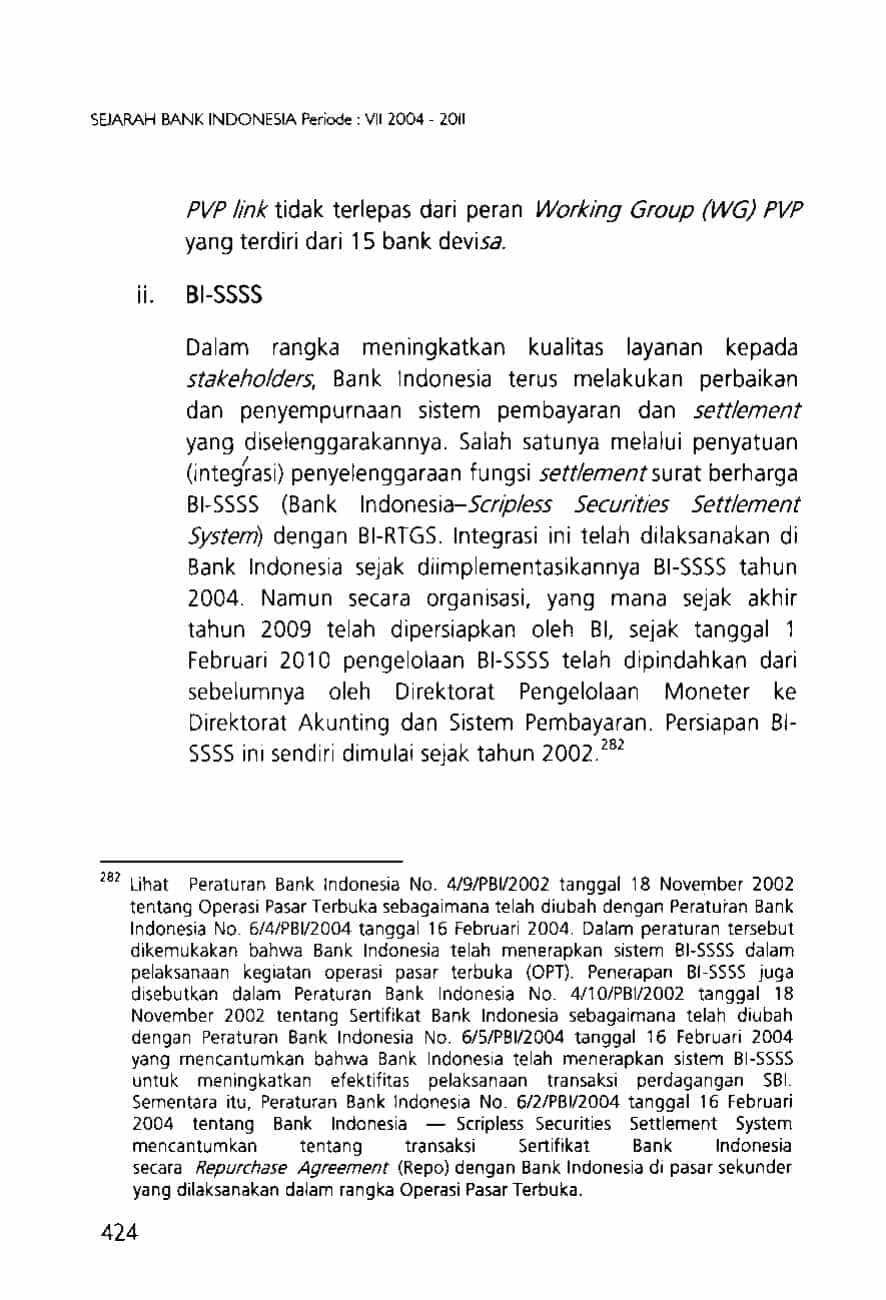 SEJARAH BANK INDONESIA Periode : VII 2004 - 2011
PVP link tidak terlepas dari peran Working Group (WG) PVP
yang terdiri dari 15 bank devisa.
ii. BI-SSSS
Dalam rangka meningkatkan kualitas layanan kepada
stakeholders, Bank Indonesia terus melakukan perbaikan
dan penyempurnaan sistem pembayaran dan settlement
yang diselenggarakannya. Salah satunya melalui penyatuan
(integrasi) penyelenggaraan fungsi settlement surat berharga
BI-SSSS (Bank Indonesia–Scripless Securities Settlement
System) dengan BI-RTGS. Integrasi ini telah dilaksanakan di
Bank Indonesia sejak diimplementasikannya BI-SSSS tahun
2004. Namun secara organisasi, yang mana sejak akhir
tahun 2009 telah dipersiapkan oleh BI, sejak tanggal 1
Februari 2010 pengelolaan BI-SSSS telah dipindahkan dari
sebelumnya oleh Direktorat Pengelolaan Moneter ke
Direktorat Akunting dan Sistem Pembayaran. Persiapan BI-
SSSS ini sendiri dimulai sejak tahun 2002.282
282 Lihat Peraturan Bank Indonesia No. 4/9/PBI/2002 tanggal 18 November 2002
tentang Operasi Pasar Terbuka sebagaimana telah diubah dengan Peraturan Bank
Indonesia No. 6/4/PBI/2004 tanggal 16 Februari 2004. Dalam peraturan tersebut
dikemukakan bahwa Bank Indonesia telah menerapkan sistem BI-SSSS dalam
pelaksanaan kegiatan operasi pasar terbuka (OPT). Penerapan BI-SSSS juga
disebutkan dalam Peraturan Bank Indonesia No. 4/10/PBI/2002 tanggal 18
November 2002 tentang Sertifikat Bank Indonesia sebagaimana telah diubah
dengan Peraturan Bank Indonesia No. 6/5/PBI/2004 tanggal 16 Februari 2004
yang mencantumkan bahwa Bank Indonesia telah menerapkan sistem BI-SSSS
untuk meningkatkan efektifitas pelaksanaan transaksi perdagangan SBI.
Sementara itu, Peraturan Bank Indonesia No. 6/2/PBI/2004 tanggal 16 Februari
2004 tentang Bank Indonesia — Scripless Securities Settlement System
mencantumkan tentang transaksi Sertifikat Bank Indonesia
secara Repurchase Agreement (Repo) dengan Bank Indonesia di pasar sekunder
yang dilaksanakan dalam rangka Operasi Pasar Terbuka.
424